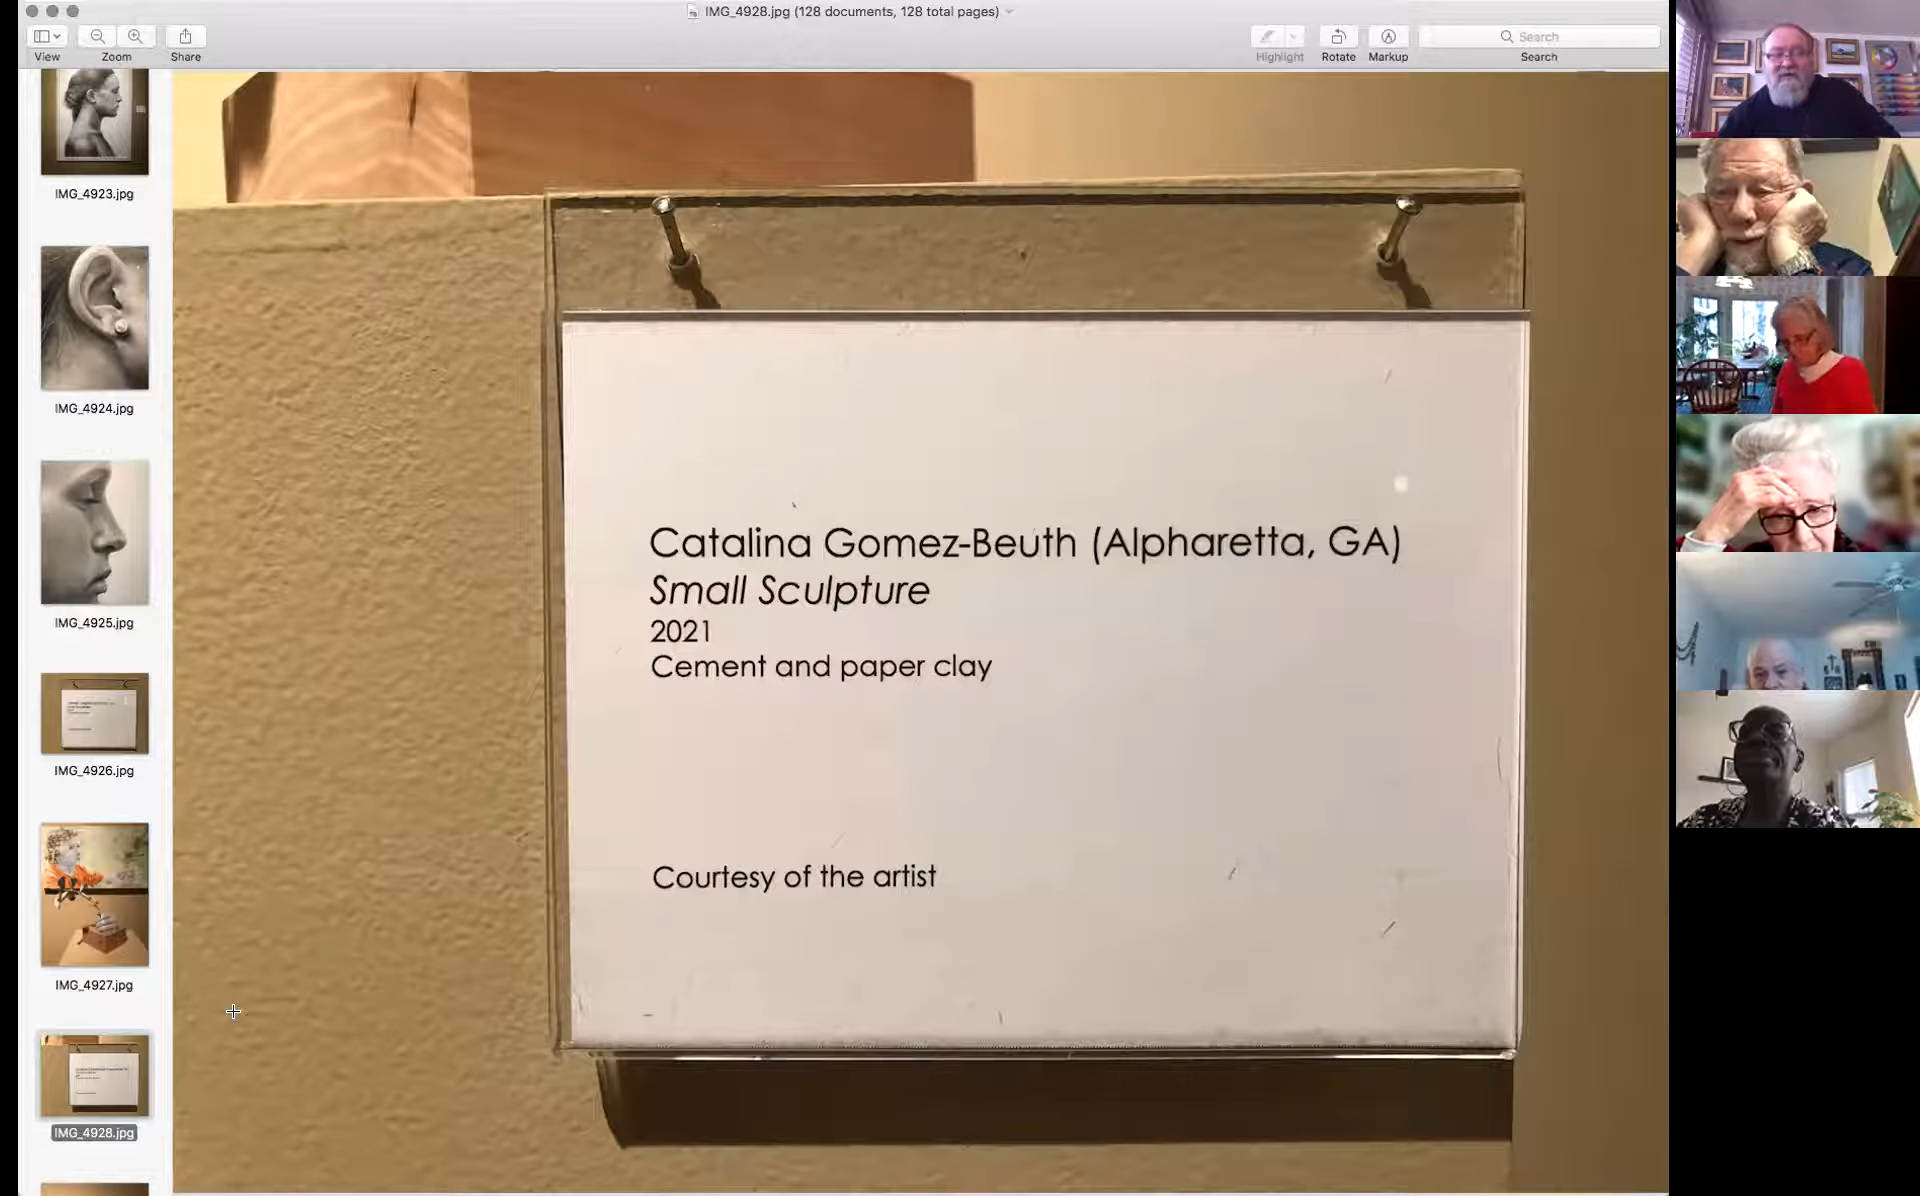 IMG_4928.jpg (128 documents, 128 total pages)
View
Zoom
Share
Highlight
Rotate
Markup
Search
Search
IMG_4923.jpg
IMG_4924.jpg
IMG_4925.jpg
IMG_4926.jpg
IMG_4927.jpg
IMG_4928.jpg
Catalina Gomez-Beuth (Alpharetta, GA)
Small Sculpture
2021
Cement and paper clay
Courtesy of the artist